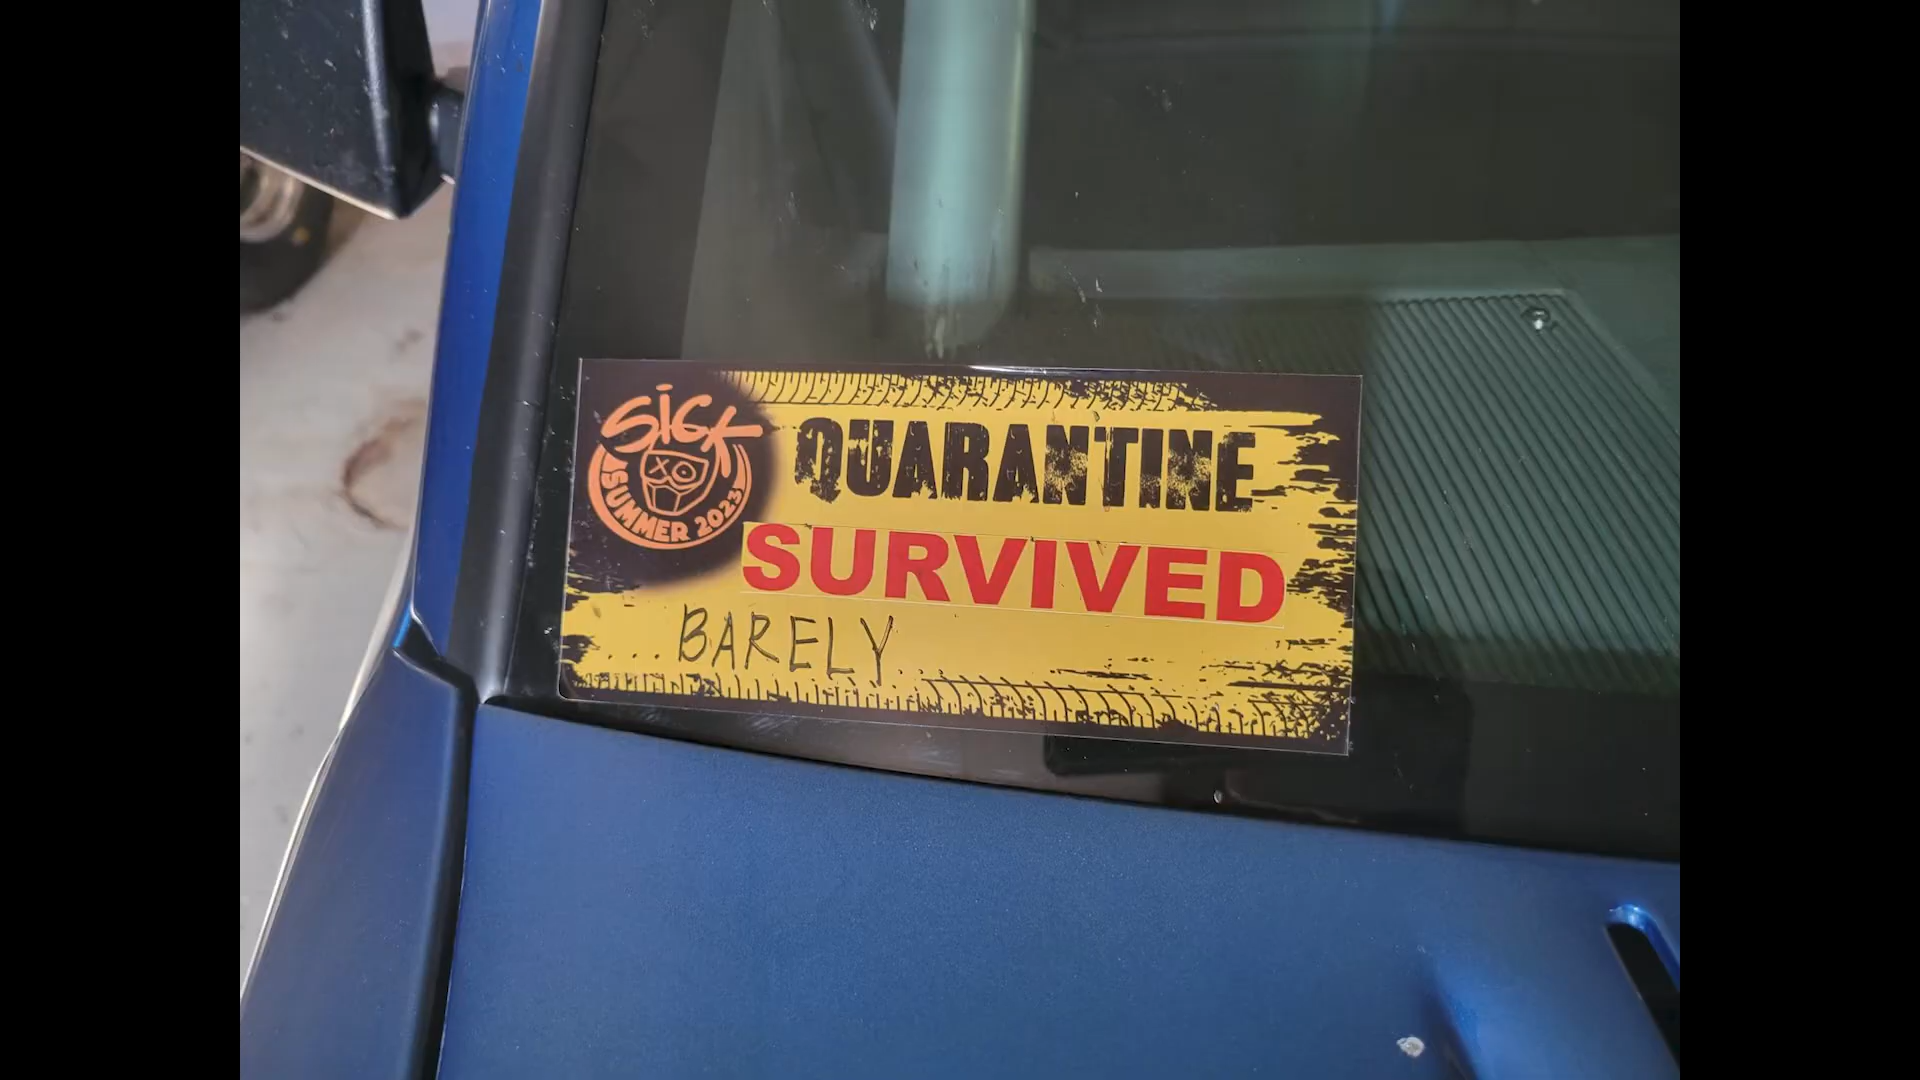 SICK
SUMMER 2023
QUARANTINE
SURVIVED
...BARELY...